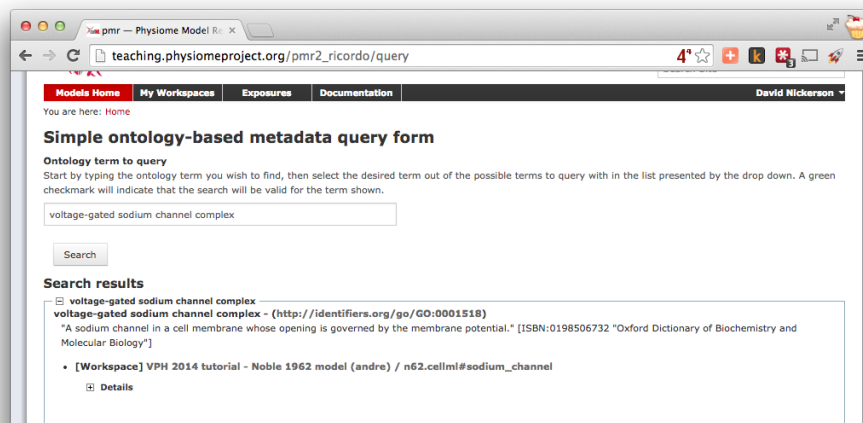 pmr — Physiome Model Re
teaching.physiomeproject.org/pmr2_ricordo/query
Models Home My Workspaces Exposures Documentation David Nickerson
You are here: Home
Simple ontology-based metadata query form
Ontology term to query
Start by typing the ontology term you wish to find, then select the desired term out of the possible terms to query with in the list presented by the drop down. A green
checkmark will indicate that the search will be valid for the term shown.
voltage-gated sodium channel complex
Search
Search results
voltage-gated sodium channel complex
voltage-gated sodium channel complex - (http://identifiers.org/go/GO:0001518)
"A sodium channel in a cell membrane whose opening is governed by the membrane potential." [ISBN:0198506732 "Oxford Dictionary of Biochemistry and
Molecular Biology"]
• [Workspace] VPH 2014 tutorial - Noble 1962 model (andre) / n62.cellml#sodium_channel
Details